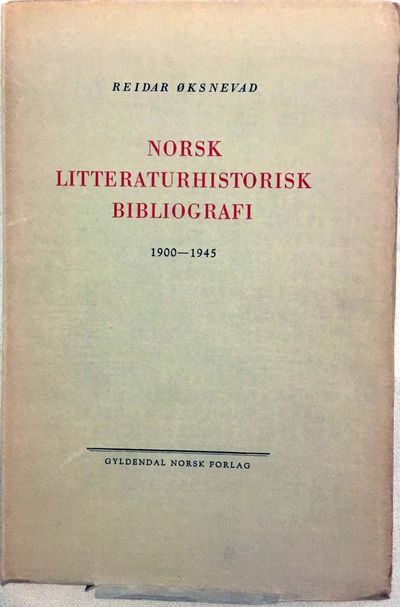 REIDAR ØKSNEVAD
NORSK
LITTERATURHISTORISK
BIBLIOGRAFI
1900—1945
GYLDENDAL NORSK FORLAG